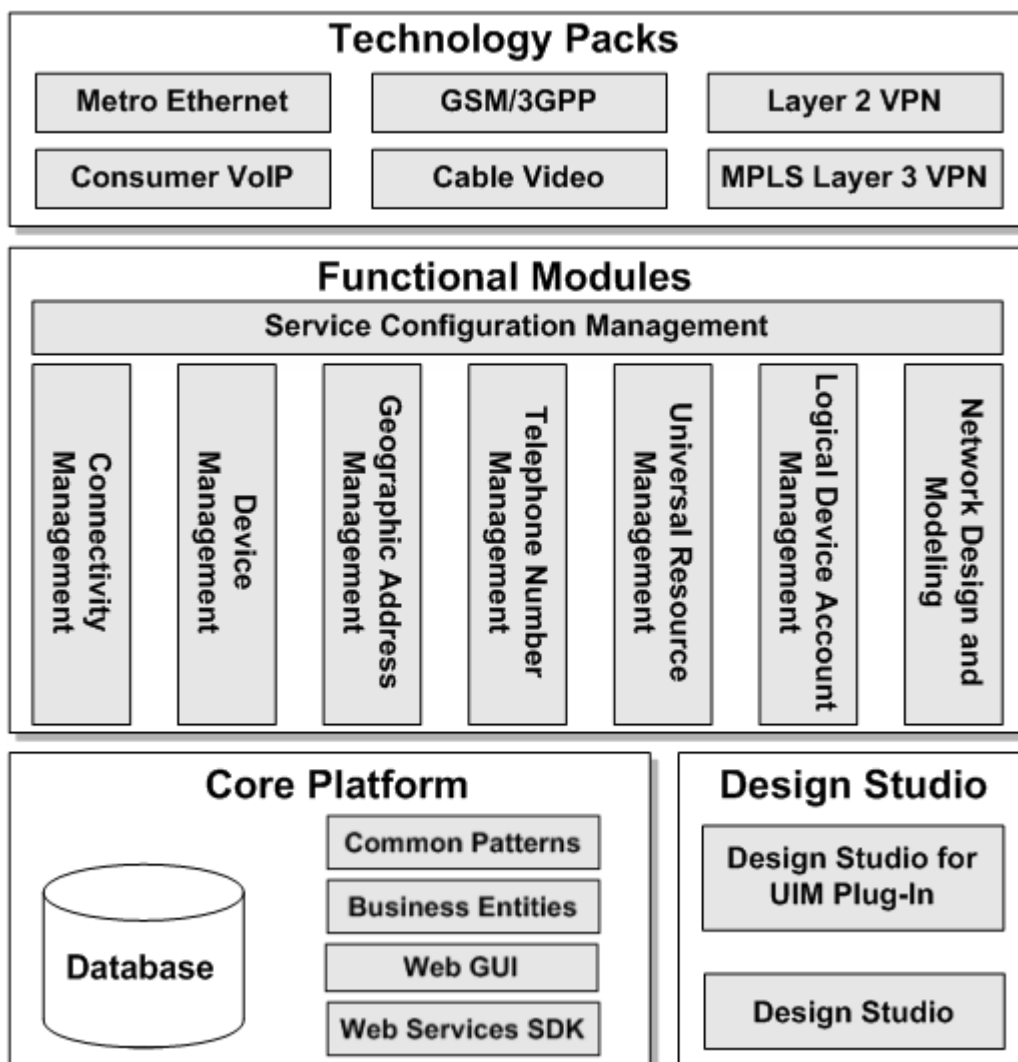 Technology Packs
Metro Ethernet
GSM/3GPP
Layer 2 VPN
Consumer VoIP
Cable Video
MPLS Layer 3 VPN
Functional Modules
Service Configuration Management
Connectivity
Management
Device
Management
Geographic Address
Management
Telephone Number
Management
Universal Resource
Management
Logical Device Account
Management
Network Design and
Modeling
Core Platform
Database
Common Patterns
Business Entities
Web GUI
Web Services SDK
Design Studio
Design Studio for
UIM Plug-In
Design Studio